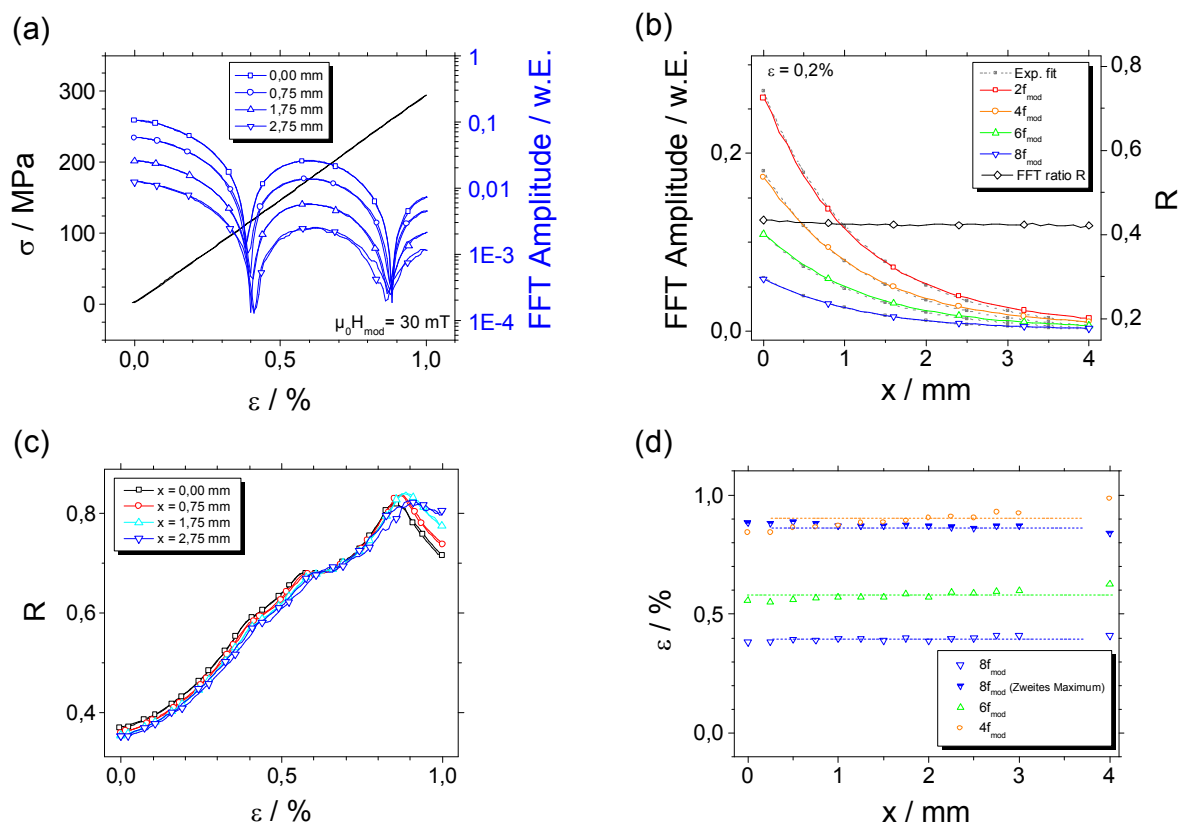 (a)
σ / MPa
300
250
200
150
100
50
0
0,0
0,5
1,0
ε / %
0,00 mm
0,75 mm
1,75 mm
2,75 mm
μ0Hmod = 30 mT
1
0,1
0,01
1E-3
1E-4
FFT Amplitude / w.E.
(b)
FFT Amplitude / w.E.
0,2
0,0
ε = 0,2%
Exp. fit
2fmod
4fmod
6fmod
8fmod
FFT ratio R
0,8
0,6
0,4
0,2
R
0
1
2
3
4
x / mm
(c)
R
0,8
0,6
0,4
x = 0,00 mm
x = 0,75 mm
x = 1,75 mm
x = 2,75 mm
0,0
0,5
1,0
ε / %
(d)
ε / %
1,0
0,5
0,0
8fmod
8fmod (Zweites Maximum)
6fmod
4fmod
0
1
2
3
4
x / mm